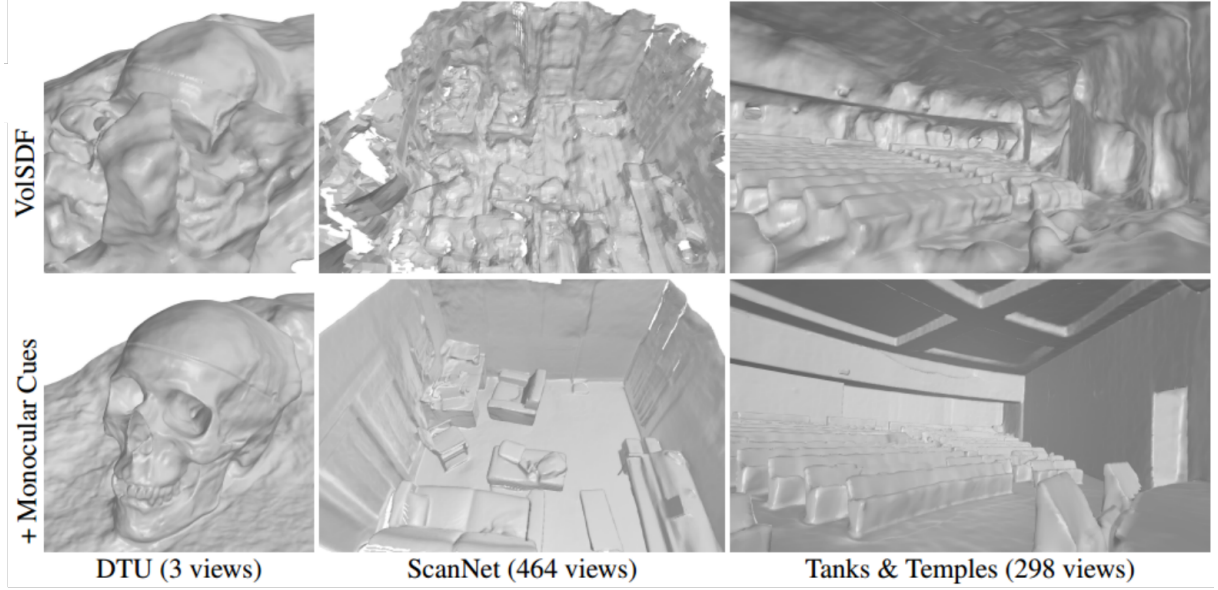 VolSDF
+ Monocular Cues
DTU (3 views)
ScanNet (464 views)
Tanks & Temples (298 views)